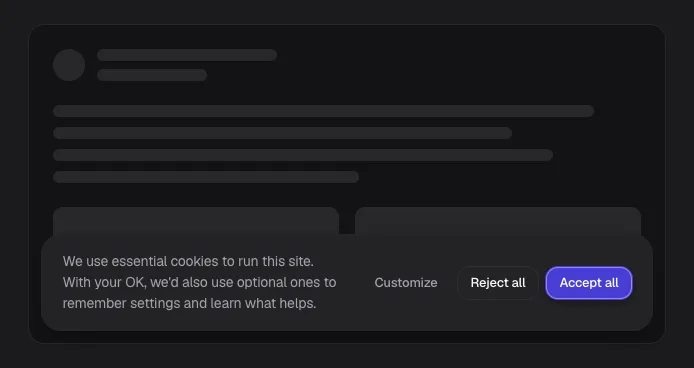 We use essential cookies to run this site.
With your OK, we'd also use optional ones to
remember settings and learn what helps.
Customize
Reject all
Accept all